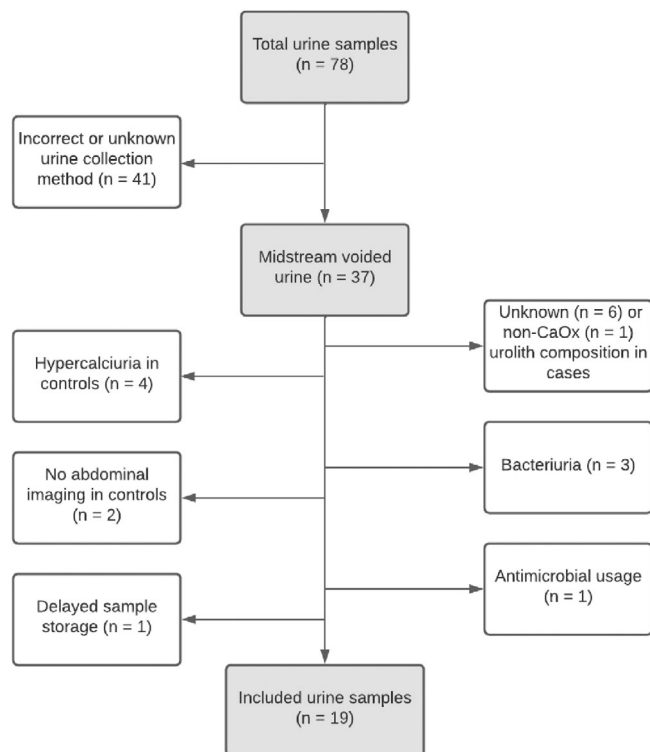 Total urine samples
(n = 78)
Incorrect or unknown
urine collection
method (n = 41)
Midstream voided
urine (n = 37)
Unknown (n = 6) or
non-CaOx (n = 1)
urolith composition in
cases
Hypercalciuria in
controls (n = 4)
Bacteriuria (n = 3)
No abdominal
imaging in controls
(n = 2)
Antimicrobial usage
(n = 1)
Delayed sample
storage (n = 1)
Included urine samples
(n = 19)